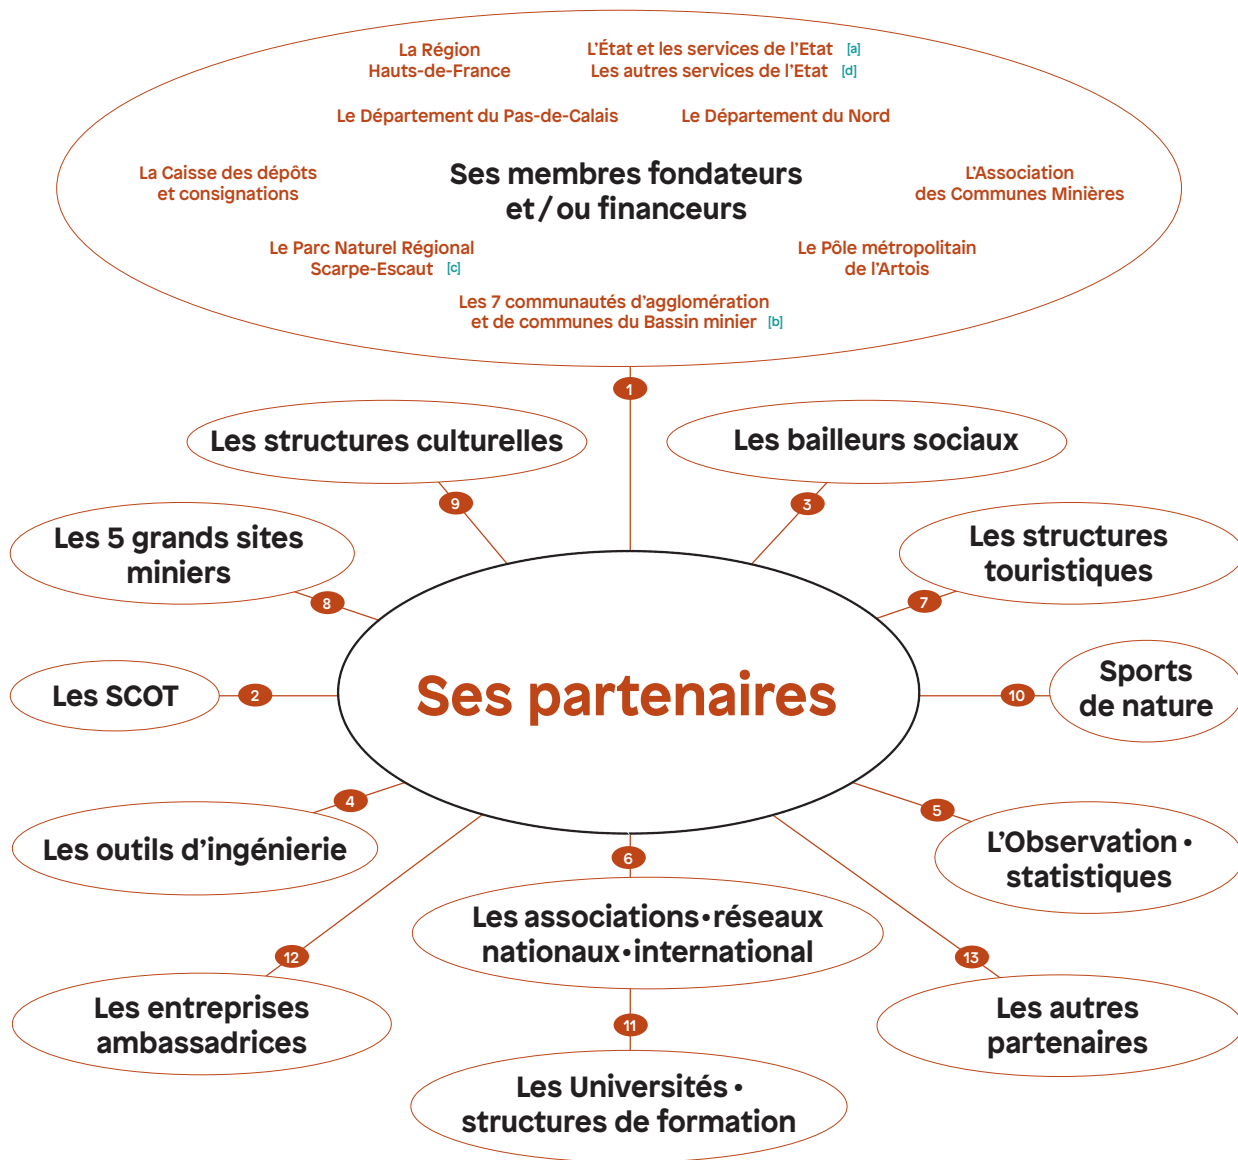 La Région
Hauts-de-France
L’État et les services de l’Etat [a]
Les autres services de l’Etat [d]
Le Département du Pas-de-Calais
Le Département du Nord
La Caisse des dépôts
et consignations
Ses membres fondateurs
et / ou financeurs
L’Association
des Communes Minières
Le Parc Naturel Régional
Scarpe-Escaut [c]
Le Pôle métropolitain
de l’Artois
Les 7 communautés d’agglomération
et de communes du Bassin minier [b]
1
Les structures culturelles
Les bailleurs sociaux
9
3
Les 5 grands sites
miniers
Les structures
touristiques
8
7
Les SCOT
2
Ses partenaires
10
Sports
de nature
4
5
Les outils d’ingénierie
6
L’Observation •
statistiques
Les associations • réseaux
nationaux • international
12
13
Les entreprises
ambassadrices
11
Les autres
partenaires
Les Universités •
structures de formation